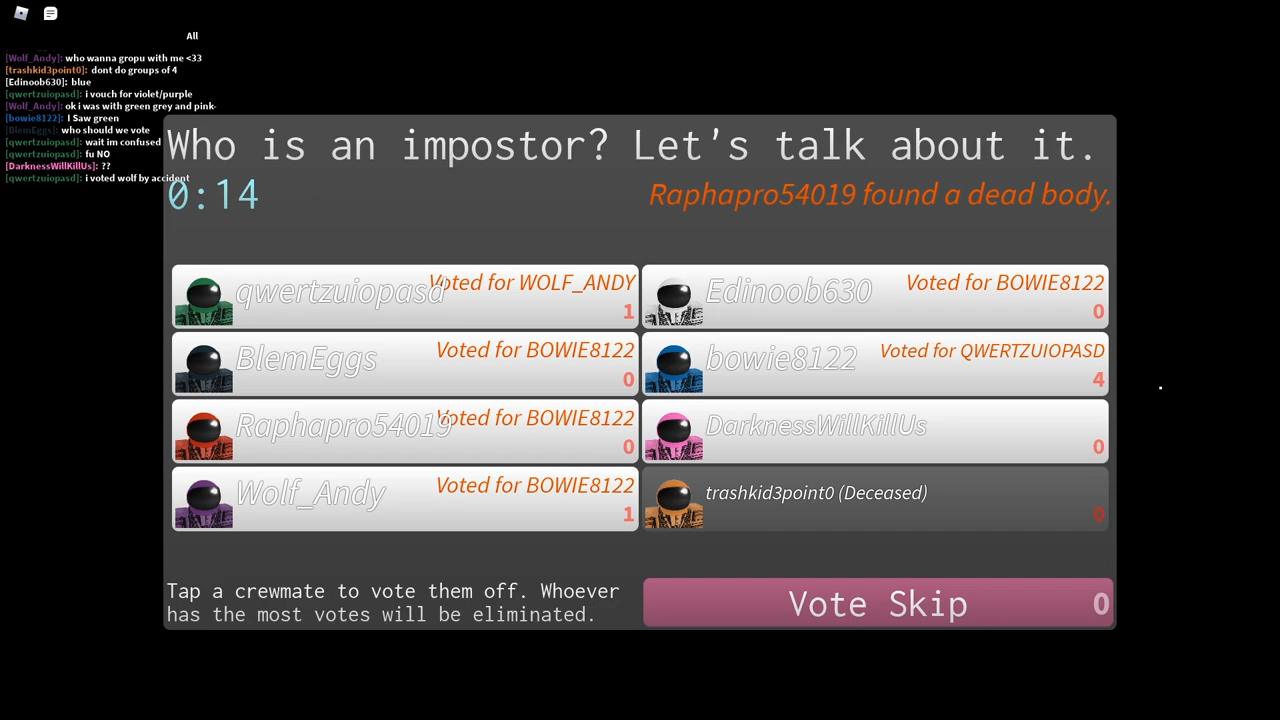 All
[Wolf_Andy]: who wanna gropu with me <33
[trashkid3point0]: dont do groups of 4
[Edinoob630]: blue
[qwertzuiopasd]: i vouch for violet/purple
[Wolf_Andy]: ok i was with green grey and pink-
[bowie8122]: I Saw green
[BlemEggs]: who should we vote
[qwertzuiopasd]: wait im confused
[qwertzuiopasd]: fu NO
[DarknessWillKillUs]: ??
[qwertzuiopasd]: i voted wolf by accident
Who is an impostor? Let's talk about it.
0:14
Raphapro54019 found a dead body.
qwertzuiopasd
Voted for WOLF_ANDY
1
Edinoob630
Voted for BOWIE8122
0
BlemEggs
Voted for BOWIE8122
0
bowie8122
Voted for QWERTZUIOPASD
4
Raphapro54019
Voted for BOWIE8122
0
DarknessWillKillUs
0
Wolf_Andy
Voted for BOWIE8122
1
trashkid3point0 (Deceased)
0
Tap a crewmate to vote them off. Whoever
has the most votes will be eliminated.
Vote Skip
0